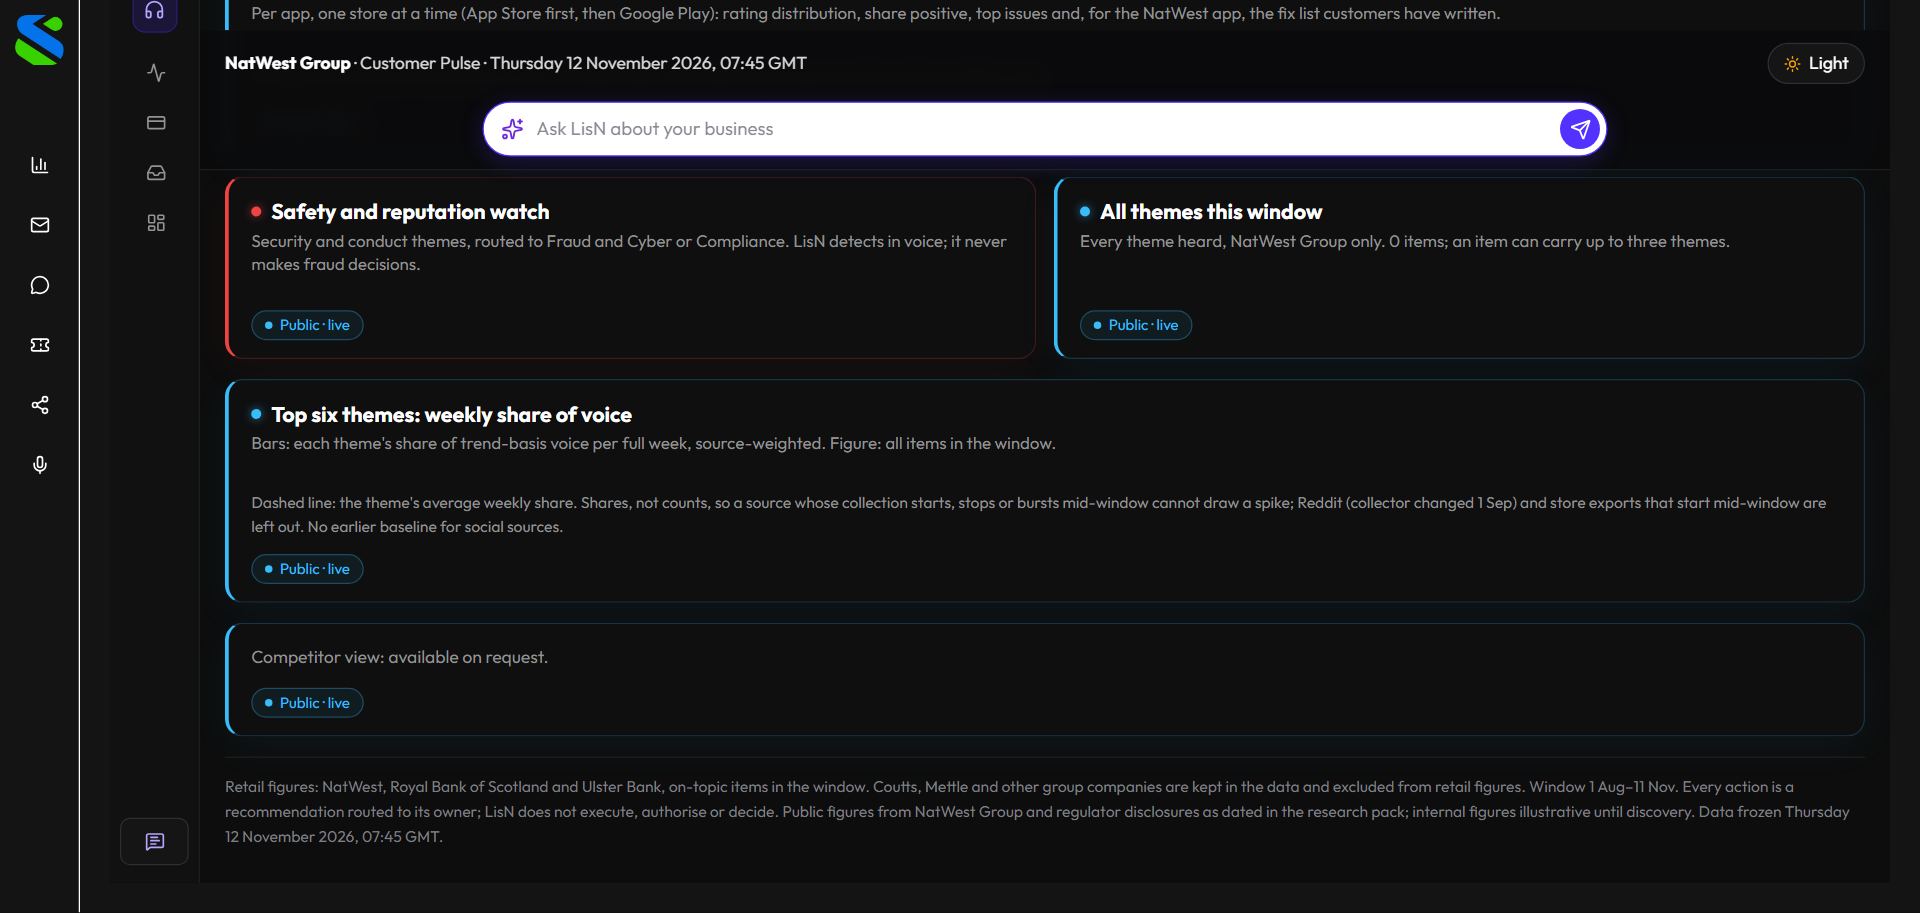 Per app, one store at a time (App Store first, then Google Play): rating distribution, share positive, top issues and, for the NatWest app, the fix list customers have written.
NatWest Group · Customer Pulse · Thursday 12 November 2026, 07:45 GMT
Light
Ask LisN about your business
Safety and reputation watch
Security and conduct themes, routed to Fraud and Cyber or Compliance. LisN detects in voice; it never
makes fraud decisions.
Public · live
All themes this window
Every theme heard, NatWest Group only. 0 items; an item can carry up to three themes.
Public · live
Top six themes: weekly share of voice
Bars: each theme's share of trend-basis voice per full week, source-weighted. Figure: all items in the window.
Dashed line: the theme's average weekly share. Shares, not counts, so a source whose collection starts, stops or bursts mid-window cannot draw a spike; Reddit (collector changed 1 Sep) and store exports that start mid-window are
left out. No earlier baseline for social sources.
Public · live
Competitor view: available on request.
Public · live
Retail figures: NatWest, Royal Bank of Scotland and Ulster Bank, on-topic items in the window. Coutts, Mettle and other group companies are kept in the data and excluded from retail figures. Window 1 Aug–11 Nov. Every action is a
recommendation routed to its owner; LisN does not execute, authorise or decide. Public figures from NatWest Group and regulator disclosures as dated in the research pack; internal figures illustrative until discovery. Data frozen Thursday
12 November 2026, 07:45 GMT.